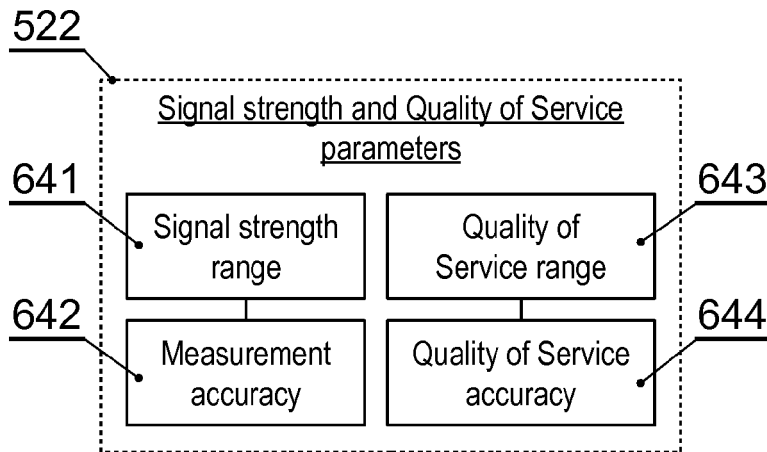 522
Signal strength and Quality of Service
parameters
641
Signal strength
range
643
Quality of
Service range
642
Measurement
accuracy
644
Quality of Service
accuracy